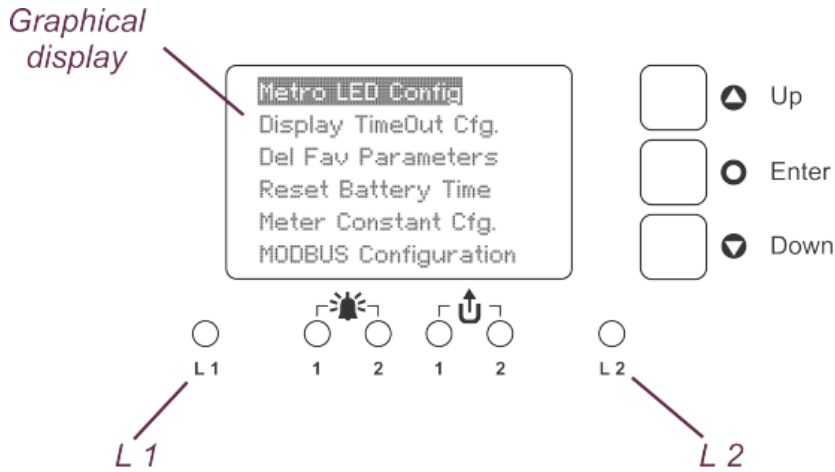 Graphical
display
Metro LED Config
Display TimeOut Cfg.
Del Fav Parameters
Reset Battery Time
Meter Constant Cfg.
MODBUS Configuration
Up
Enter
Down
L 1
1
2
1
2
L 2
L 1
L 2